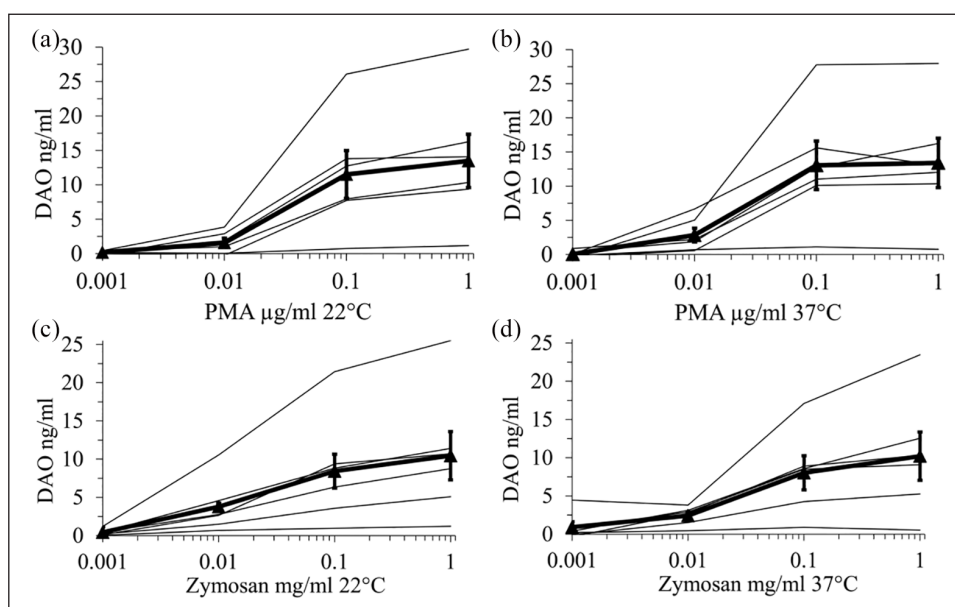 (a)
30
25
20
15
10
5
0
DAO ng/ml
0.001 0.01 0.1 1
PMA µg/ml 22°C
(b)
30
25
20
15
10
5
0
DAO ng/ml
0.001 0.01 0.1 1
PMA µg/ml 37°C
(c)
25
20
15
10
5
0
DAO ng/ml
0.001 0.01 0.1 1
Zymosan mg/ml 22°C
(d)
25
20
15
10
5
0
DAO ng/ml
0.001 0.01 0.1 1
Zymosan mg/ml 37°C